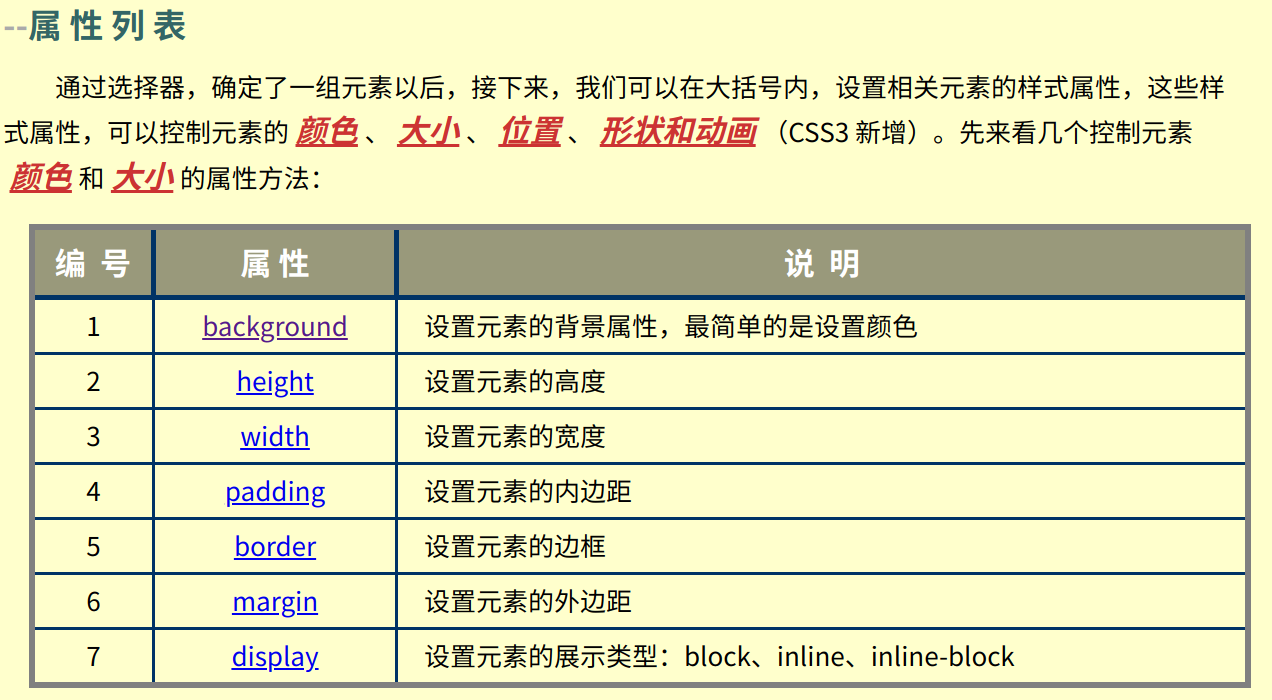 --属性列表
通过选择器，确定了一组元素以后，接下来，我们可以在大括号内，设置相关元素的样式属性，这些样
式属性，可以控制元素的 颜色 、 大小 、 位置 、 形状和动画 （CSS3 新增）。先来看几个控制元素
颜色 和 大小 的属性方法：
编 号 属 性 说 明
1 background 设置元素的背景属性，最简单的是设置颜色
2 height 设置元素的高度
3 width 设置元素的宽度
4 padding 设置元素的内边距
5 border 设置元素的边框
6 margin 设置元素的外边距
7 display 设置元素的展示类型：block、inline、inline-block